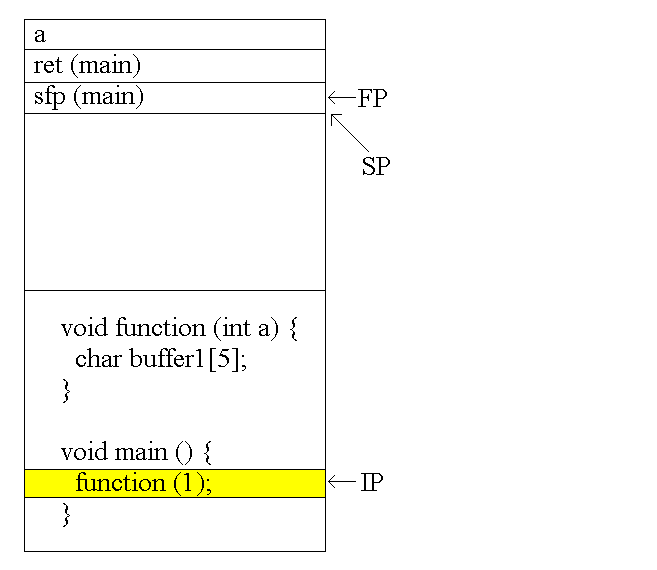 a
ret (main)
sfp (main)
FP
SP
void function (int a) {
char buffer1[5];
}
void main () {
function (1);
IP
}